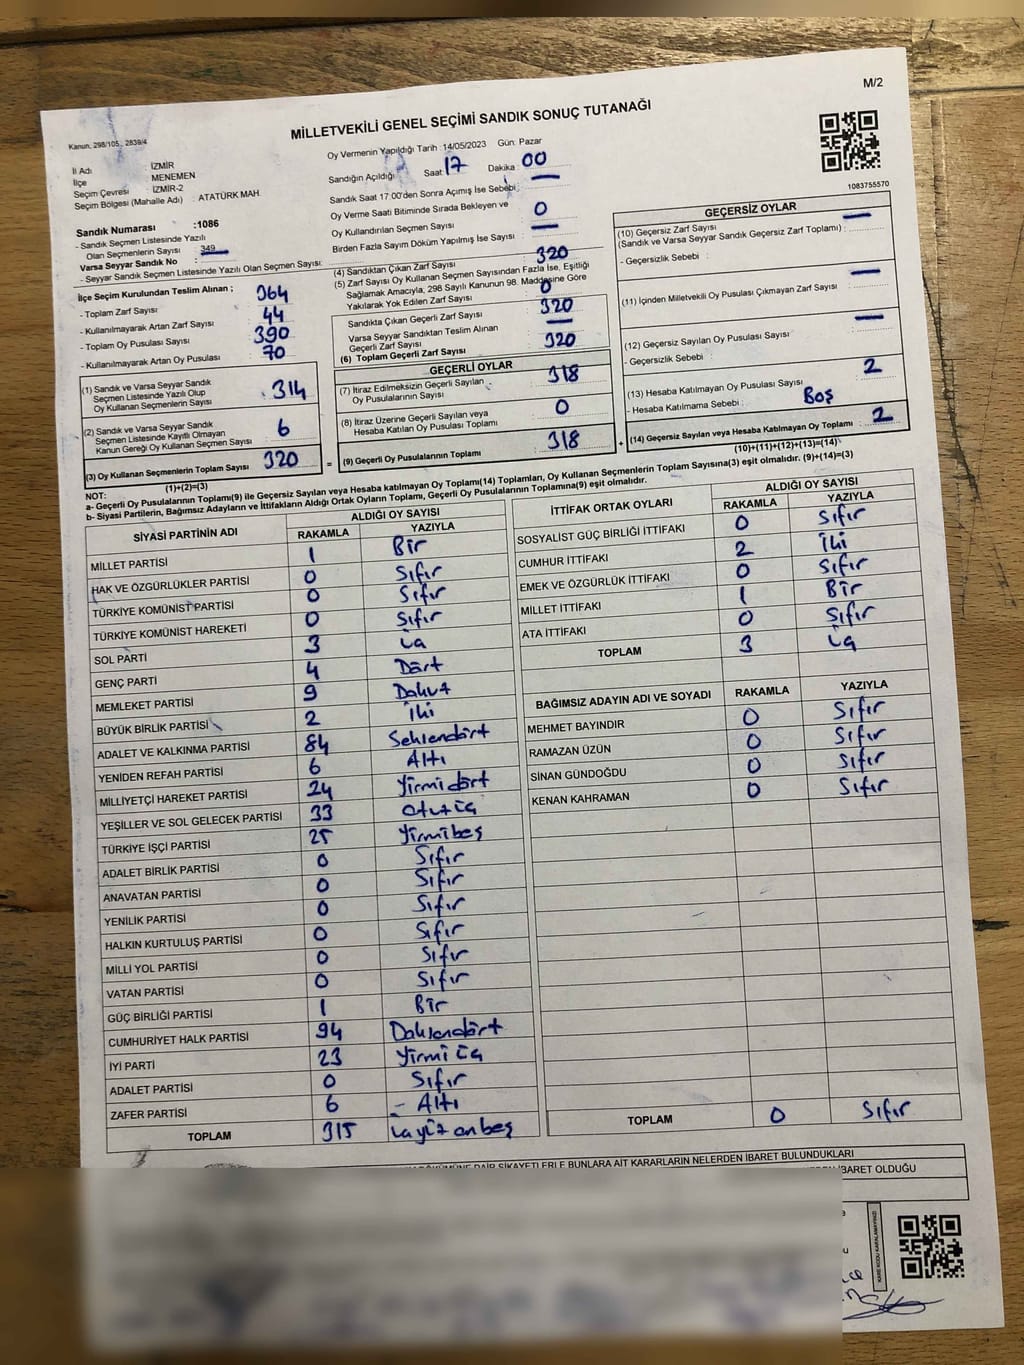 M/2
MİLLETVEKİLİ GENEL SEÇİMİ SANDIK SONUÇ TUTANAĞI
Kanun, 298/105, 2839/4
Oy Vermenin Yapıldığı Tarih : 14/05/2023 Gün: Pazar
İl Adı : İZMİR
İlçe : MENEMEN
Seçim Çevresi : İZMİR-2
Seçim Bölgesi (Mahalle Adı) : ATATÜRK MAH.
Sandık Numarası :1086
- Sandık Seçmen Listesinde Yazılı
Olan Seçmenlerin Sayısı : 349
Varsa Seyyar Sandık No :
- Seyyar Sandık Seçmen Listesinde Yazılı Olan Seçmen Sayısı:
Sandığın Açıldığı Saat 17 Dakika 00
Sandık Saat 17:00'den Sonra Açımış İse Sebebi: —
Oy Verme Saati Bitiminde Sırada Bekleyen ve
Oy Kullandırılan Seçmen Sayısı : 0
Birden Fazla Sayım Döküm Yapılmış İse Sayısı : —
1083755570
İlçe Seçim Kurulundan Teslim Alınan ;
- Toplam Zarf Sayısı : 364
- Kullanılmayarak Artan Zarf Sayısı : 44
- Toplam Oy Pusulası Sayısı : 390
- Kullanılmayarak Artan Oy Pusulası : 70
(1) Sandık ve Varsa Seyyar Sandık
Seçmen Listesinde Yazılı Olup
Oy Kullanan Seçmenlerin Sayısı : 314
(2) Sandık ve Varsa Seyyar Sandık
Seçmen Listesinde Kayıtlı Olmayan
Kanun Gereği Oy Kullanan Seçmen Sayısı : 6
(3) Oy Kullanan Seçmenlerin Toplam Sayısı 320
(1)+(2)=(3)
(4) Sandıktan Çıkan Zarf Sayısı : 320
(5) Zarf Sayısı Oy Kullanan Seçmen Sayısından Fazla İse, Eşitliği
Sağlamak Amacıyla, 298 Sayılı Kanunun 98. Maddesine Göre
Yakılarak Yok Edilen Zarf Sayısı : 0
Sandıkta Çıkan Geçerli Zarf Sayısı : 320
Varsa Seyyar Sandıktan Teslim Alınan
Geçerli Zarf Sayısı : —
(6) Toplam Geçerli Zarf Sayısı : 320
GEÇERLİ OYLAR
(7) İtiraz Edilmeksizin Geçerli Sayılan
Oy Pusulalarının Sayısı : 318
(8) İtiraz Üzerine Geçerli Sayılan veya
Hesaba Katılan Oy Pusulası Toplamı : 0
= (9) Geçerli Oy Pusulalarının Toplamı : 318 +
GEÇERSİZ OYLAR
(10) Geçersiz Zarf Sayısı
(Sandık ve Varsa Seyyar Sandık Geçersiz Zarf Toplamı) : —
- Geçersizlik Sebebi :
(11) İçinden Milletvekili Oy Pusulası Çıkmayan Zarf Sayısı : —
(12) Geçersiz Sayılan Oy Pusulası Sayısı : —
- Geçersizlik Sebebi :
(13) Hesaba Katılmayan Oy Pusulası Sayısı : 2
- Hesaba Katılmama Sebebi : Boş
(14) Geçersiz Sayılan veya Hesaba Katılmayan Oy Toplamı : 2
(10)+(11)+(12)+(13)=(14)
NOT:
a- Geçerli Oy Pusulalarının Toplamı(9) ile Geçersiz Sayılan veya Hesaba katılmayan Oy Toplamı(14) Toplamları, Oy Kullanan Seçmenlerin Toplam Sayısına(3) eşit olmalıdır. (9)+(14)=(3)
b- Siyasi Partilerin, Bağımsız Adayların ve İttifakların Aldığı Ortak Oyların Toplamı, Geçerli Oy Pusulalarının Toplamına(9) eşit olmalıdır.
SİYASİ PARTİNİN ADI ALDIĞI OY SAYISI
RAKAMLA YAZIYLA
MİLLET PARTİSİ 1 Bir
HAK VE ÖZGÜRLÜKLER PARTİSİ 0 Sıfır
TÜRKİYE KOMÜNİST PARTİSİ 0 Sıfır
TÜRKİYE KOMÜNİST HAREKETİ 0 Sıfır
SOL PARTİ 3 Üç
GENÇ PARTİ 4 Dört
MEMLEKET PARTİSİ 9 Dokuz
BÜYÜK BİRLİK PARTİSİ 2 İki
ADALET VE KALKINMA PARTİSİ 84 Seksendört
YENİDEN REFAH PARTİSİ 6 Altı
MİLLİYETÇİ HAREKET PARTİSİ 24 Yirmidört
YEŞİLLER VE SOL GELECEK PARTİSİ 33 Otuzüç
TÜRKİYE İŞÇİ PARTİSİ 25 Yirmibeş
ADALET BİRLİK PARTİSİ 0 Sıfır
ANAVATAN PARTİSİ 0 Sıfır
YENİLİK PARTİSİ 0 Sıfır
HALKIN KURTULUŞ PARTİSİ 0 Sıfır
MİLLİ YOL PARTİSİ 0 Sıfır
VATAN PARTİSİ 0 Sıfır
GÜÇ BİRLİĞİ PARTİSİ 1 Bir
CUMHURİYET HALK PARTİSİ 94 Doksandört
İYİ PARTİ 23 Yirmi üç
ADALET PARTİSİ 0 Sıfır
ZAFER PARTİSİ 6 – Altı
TOPLAM 315 üçyüz onbeş
İTTİFAK ORTAK OYLARI ALDIĞI OY SAYISI
RAKAMLA YAZIYLA
SOSYALİST GÜÇ BİRLİĞİ İTTİFAKI 0 Sıfır
CUMHUR İTTİFAKI 2 İki
EMEK VE ÖZGÜRLÜK İTTİFAKI 0 Sıfır
MİLLET İTTİFAKI 1 Bir
ATA İTTİFAKI 0 Sıfır
TOPLAM 3 üç
BAĞIMSIZ ADAYIN ADI VE SOYADI RAKAMLA YAZIYLA
MEHMET BAYINDIR 0 Sıfır
RAMAZAN ÜZÜN 0 Sıfır
SİNAN GÜNDOĞDU 0 Sıfır
KENAN KAHRAMAN 0 Sıfır
TOPLAM 0 Sıfır
DAİR ŞİKAYETLERLE BUNLARA AİT KARARLARIN NELERDEN İBARET BULUNDUKLARI
İBARET OLDUĞU
KARE KODU KARALAMAYINIZ!